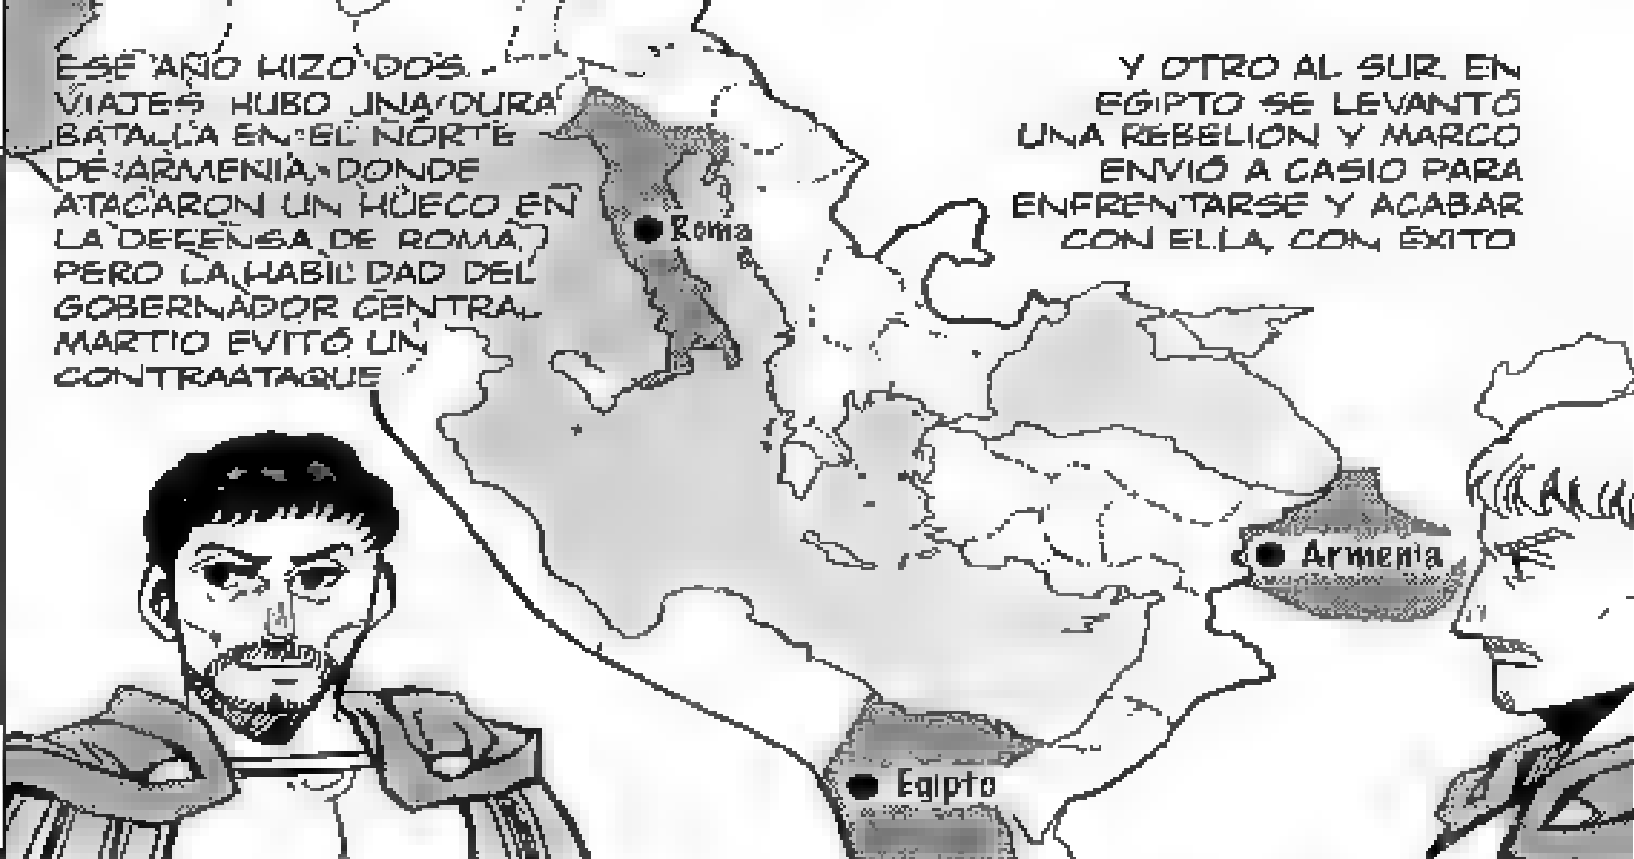 ESE AÑO HIZO DOS
VIAJES HUBO UNA DURA
BATALLA EN EL NORTE
DE ARMENIA, DONDE
ATACARON UN HUECO EN
LA DEFENSA DE ROMA,
PERO LA HABILIDAD DEL
GOBERNADOR CENTRAL
MARTIO EVITÓ UN
CONTRAATAQUE
Y OTRO AL SUR. EN
EGIPTO SE LEVANTÓ
UNA REBELIÓN Y MARCO
ENVIÓ A CASIO PARA
ENFRENTARSE Y ACABAR
CON ELLA, CON ÉXITO
Roma
Armenia
Egipto